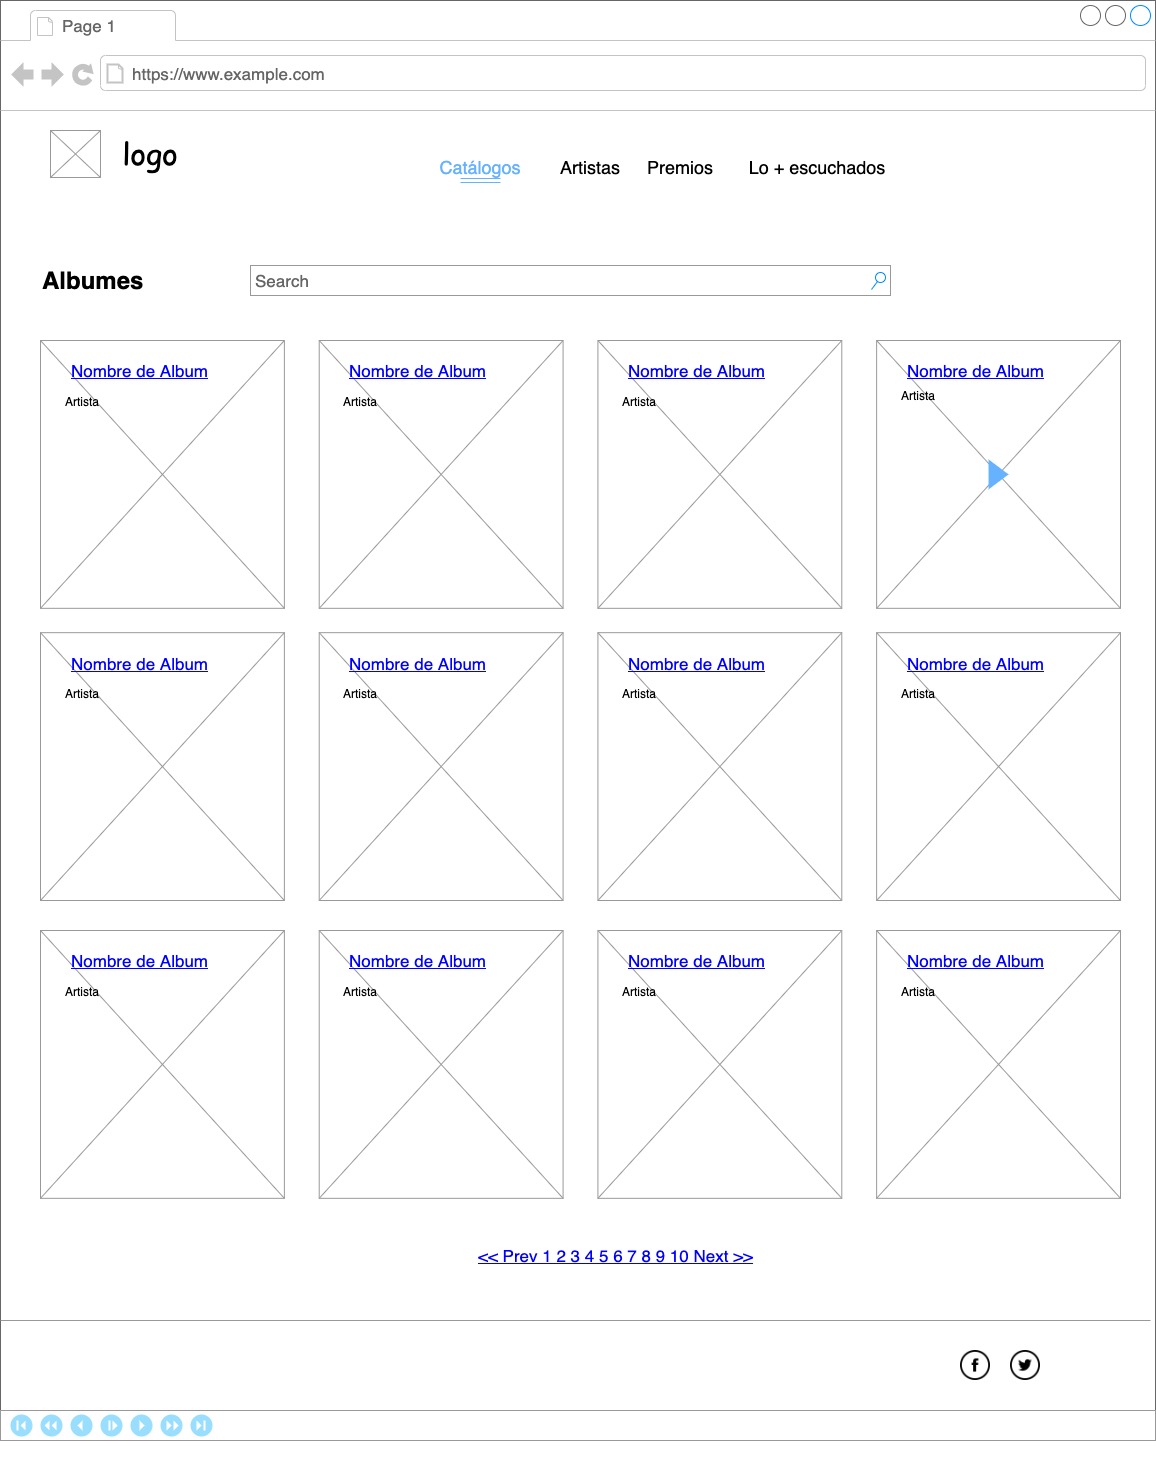 Page 1
https://www.example.com
logo
Catálogos Artistas Premios Lo + escuchados
Albumes Search
Nombre de Album Nombre de Album Nombre de Album Nombre de Album
Artista Artista Artista Artista
Nombre de Album Nombre de Album Nombre de Album Nombre de Album
Artista Artista Artista Artista
Nombre de Album Nombre de Album Nombre de Album Nombre de Album
Artista Artista Artista Artista
<< Prev 1 2 3 4 5 6 7 8 9 10 Next >>